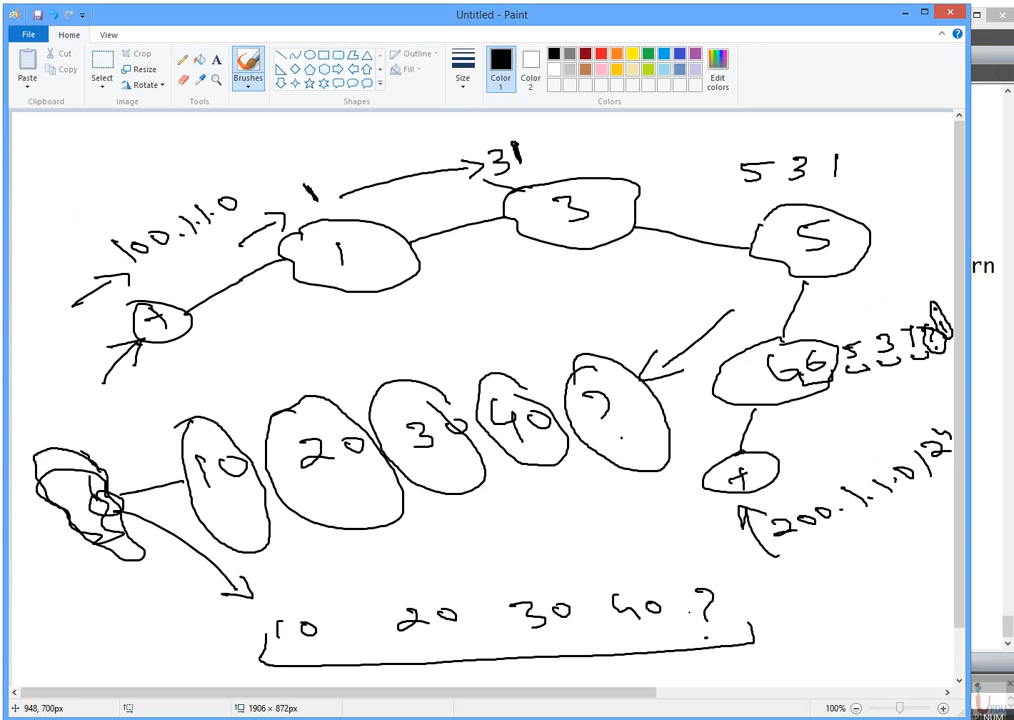 Untitled - Paint
File Home View
Cut
Copy
Paste
Clipboard
Crop
Resize
Rotate
Select
Image
A
Tools
Brushes
Outline
Fill
Shapes
Size
Color 1
Color 2
Edit colors
Colors
rn
100.1.1.0
1
31
5 3 1
1
3
5
5 3
10
20
30
40
?
200.1.1.0/24
10 20 30 40 ?
948, 700px
1906 × 872px
100%
URDU
NUM